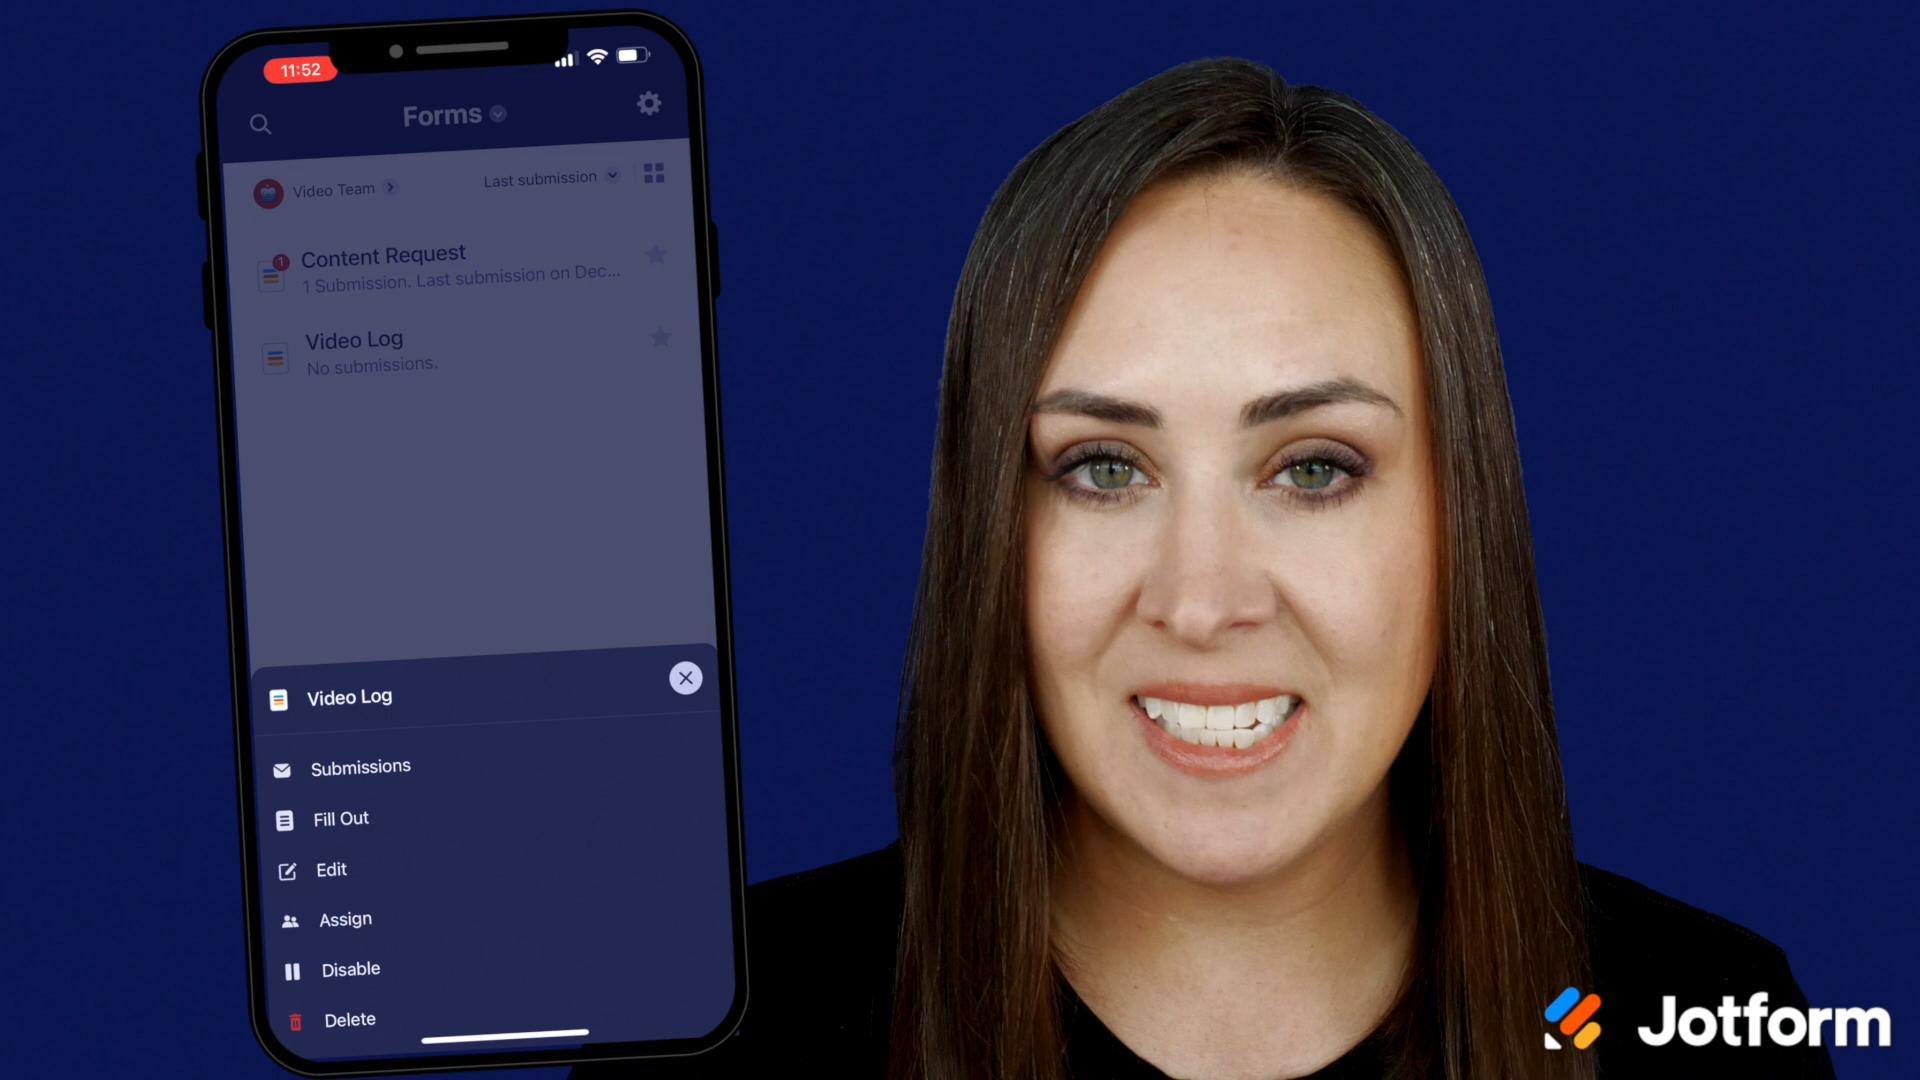 11:52
Forms
Video Team
Last submission
1
Content Request
1 Submission. Last submission on Dec...
Video Log
No submissions.
Video Log
Submissions
Fill Out
Edit
Assign
Disable
Delete
Jotform